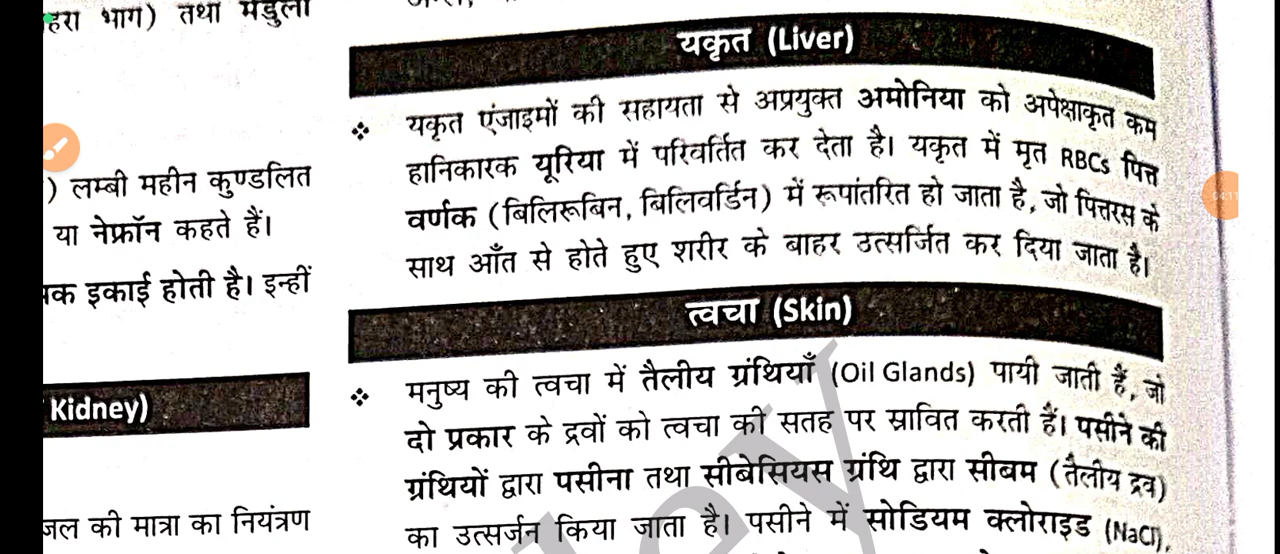 हरा भाग) तथा मेडुला
) लम्बी महीन कुण्डलित
या नेफ्रॉन कहते हैं।
इकाई होती है। इन्हीं
Kidney)
जल की मात्रा का नियंत्रण
यकृत (Liver)
❖ यकृत एंजाइमों की सहायता से अप्रयुक्त अमोनिया को अपेक्षाकृत कम
हानिकारक यूरिया में परिवर्तित कर देता है। यकृत में मृत RBCs पित्त
वर्णक (बिलिरूबिन, बिलिवर्डिन) में रूपांतरित हो जाता है, जो पित्तरस के
साथ आँत से होते हुए शरीर के बाहर उत्सर्जित कर दिया जाता है।
त्वचा (Skin)
❖ मनुष्य की त्वचा में तैलीय ग्रंथियाँ (Oil Glands) पायी जाती हैं, जो
दो प्रकार के द्रवों को त्वचा की सतह पर स्रावित करती हैं। पसीने की
ग्रंथियों द्वारा पसीना तथा सीबेसियस ग्रंथि द्वारा सीबम (तैलीय द्रव)
का उत्सर्जन किया जाता है। पसीने में सोडियम क्लोराइड (NaCl),